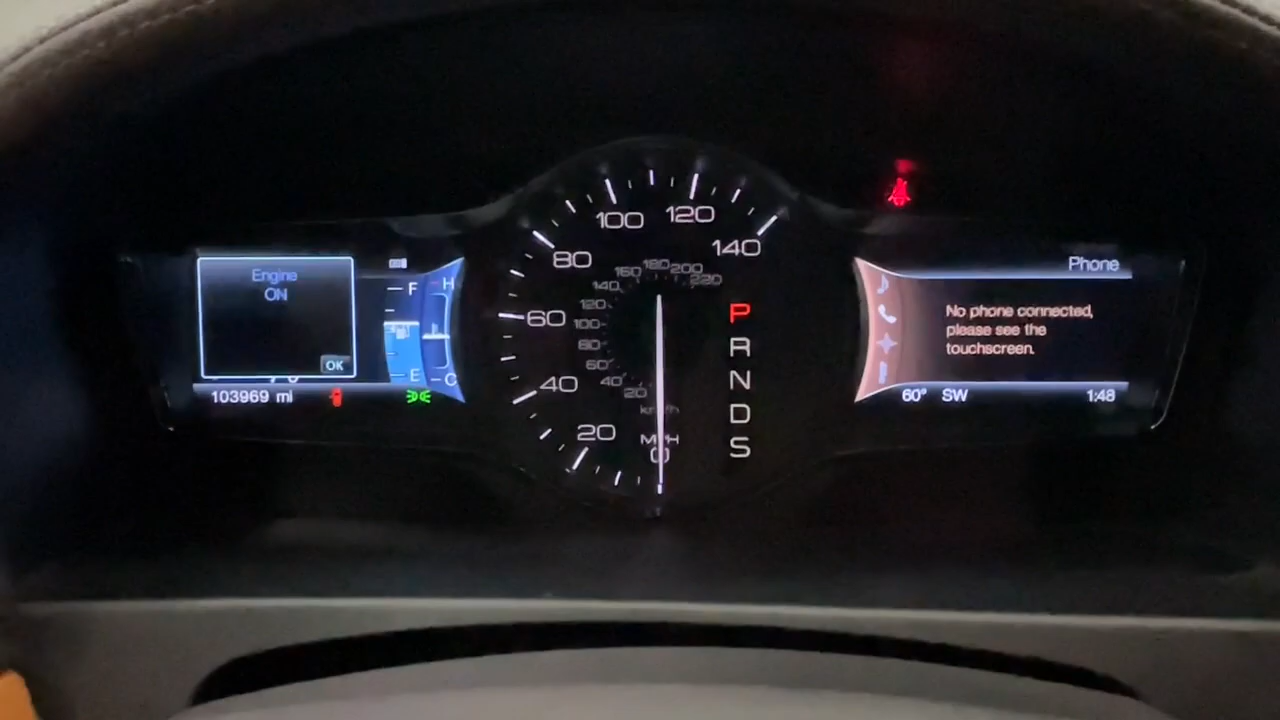 Engine
ON
OK
F
H
E
C
103969 mi
100
120
80
140
60
40
20
180
160
200
140
220
120
100
80
60
40
20
km/h
MPH
0
P
R
N
D
S
Phone
No phone connected,
please see the
touchscreen.
60° SW 1:48